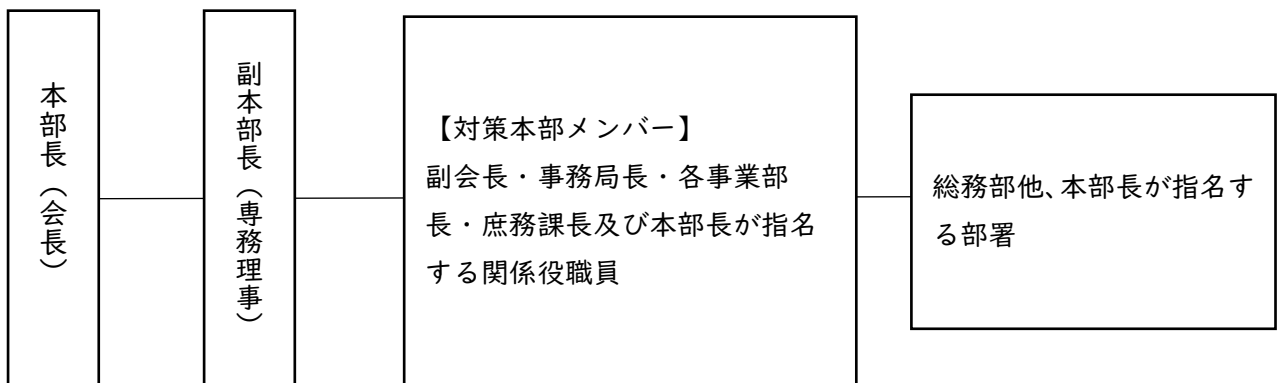 本部長（会長）
副本部長（専務理事）
【対策本部メンバー】
副会長・事務局長・各事業部
長・庶務課長及び本部長が指名
する関係役職員
総務部他、本部長が指名す
る部署